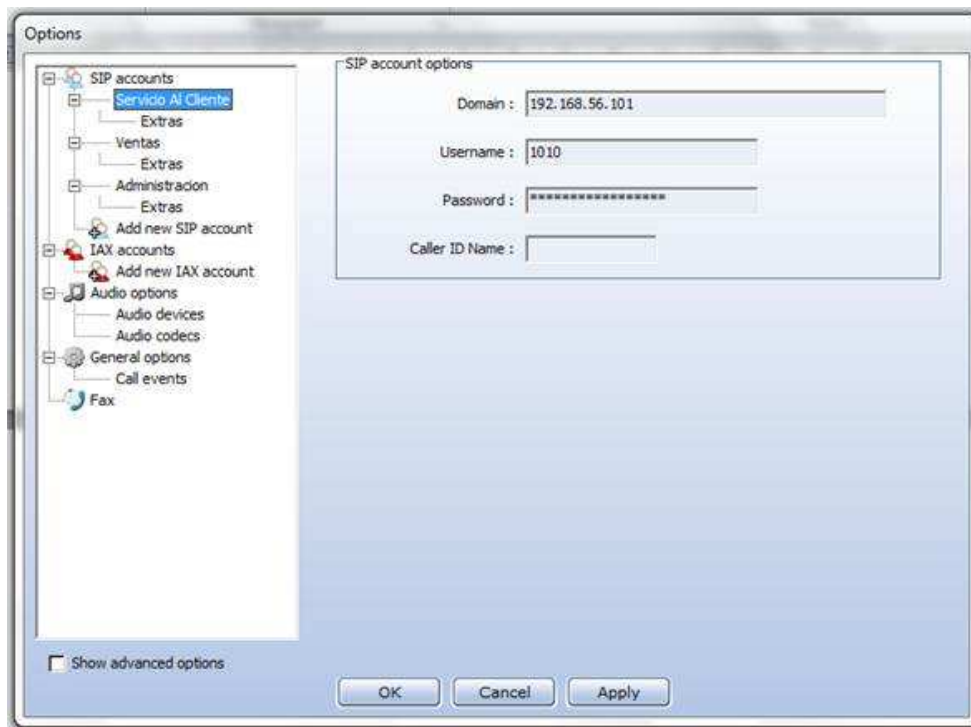 Options
SIP accounts
Servicio Al Cliente
Extras
Ventas
Extras
Administracion
Extras
Add new SIP account
IAX accounts
Add new IAX account
Audio options
Audio devices
Audio codecs
General options
Call events
Fax
SIP account options
Domain : 192.168.56.101
Username : 1010
Password : *****************
Caller ID Name :
Show advanced options
OK Cancel Apply